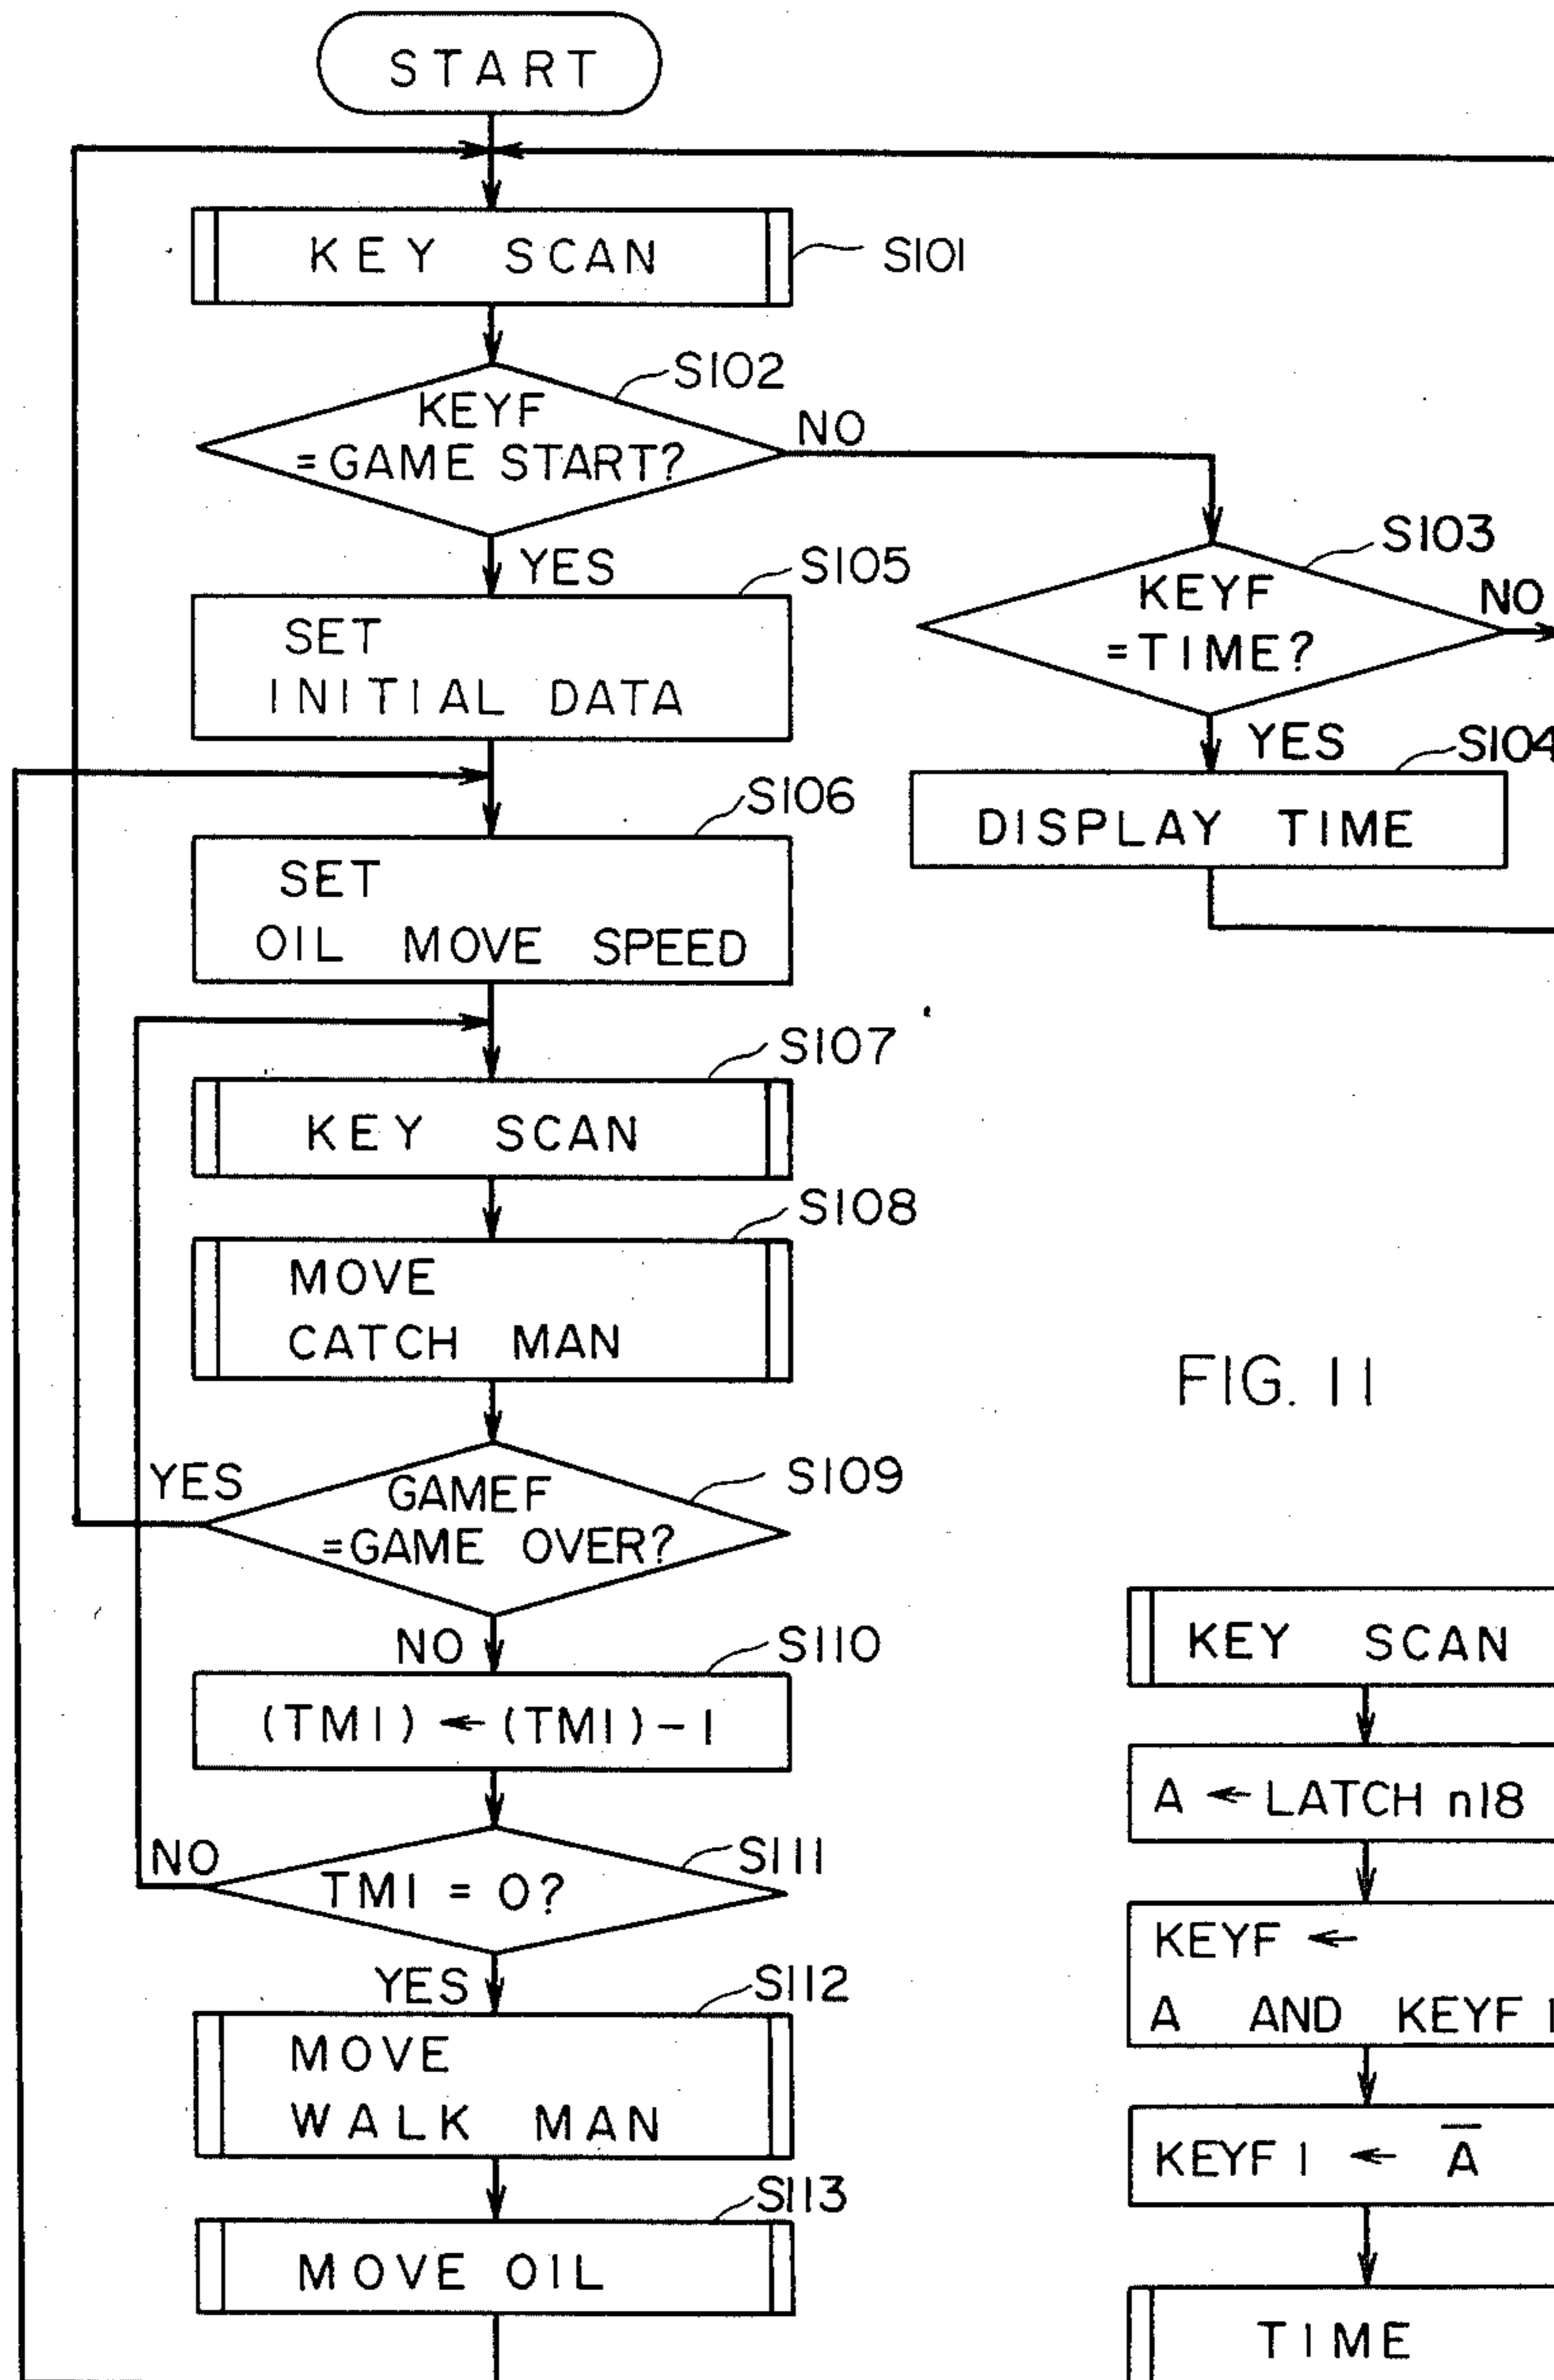 START
KEY SCAN
S101
S102
KEYF
=GAME START?
NO
YES
S103
KEYF
=TIME?
NO
YES
S104
DISPLAY TIME
S105
SET
INITIAL DATA
S106
SET
OIL MOVE SPEED
S107
KEY SCAN
S108
MOVE
CATCH MAN
S109
GAMEF
=GAME OVER?
YES
NO
S110
(TM1) ← (TM1) - 1
S111
TM1 = 0?
NO
YES
S112
MOVE
WALK MAN
S113
MOVE OIL
FIG. 11
KEY SCAN
A ← LATCH n18
KEYF ←
A AND KEYF 1
KEYF 1 ← A̅
TIME